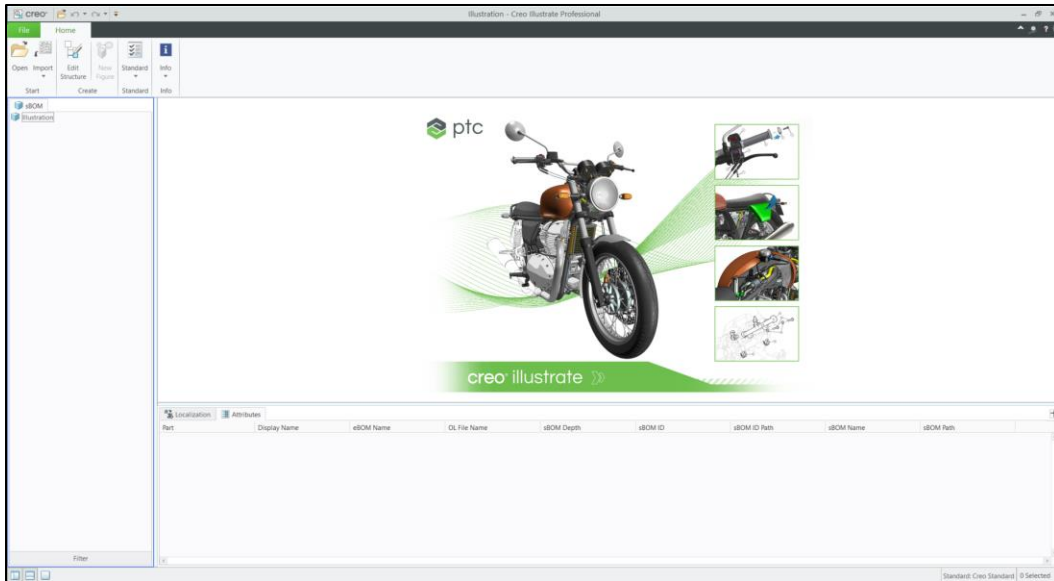 creo
Illustration - Creo Illustrate Professional
File Home
Open Import Edit Structure New Figure Standard Info
Start Create Standard Info
sBOM
Illustration
ptc
creo illustrate
Localization Attributes
Part Display Name eBOM Name OL File Name sBOM Depth sBOM ID sBOM ID Path sBOM Name sBOM Path
Filter
Standard: Creo Standard 0 Selected